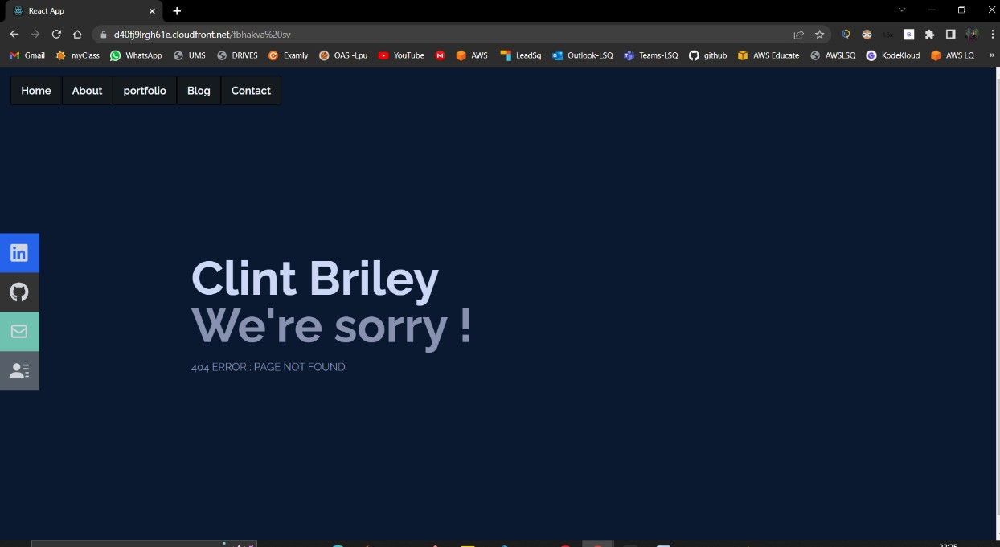 React App
d40fj9lrgh61e.cloudfront.net/fbhakva%20sv
Gmail myClass WhatsApp UMS DRIVES Examly OAS -Lpu YouTube AWS LeadSq Outlook-LSQ Teams-LSQ github AWS Educate AWSLSQ KodeKloud AWS LQ »
Home About portfolio Blog Contact
Clint Briley
We're sorry !
404 ERROR : PAGE NOT FOUND